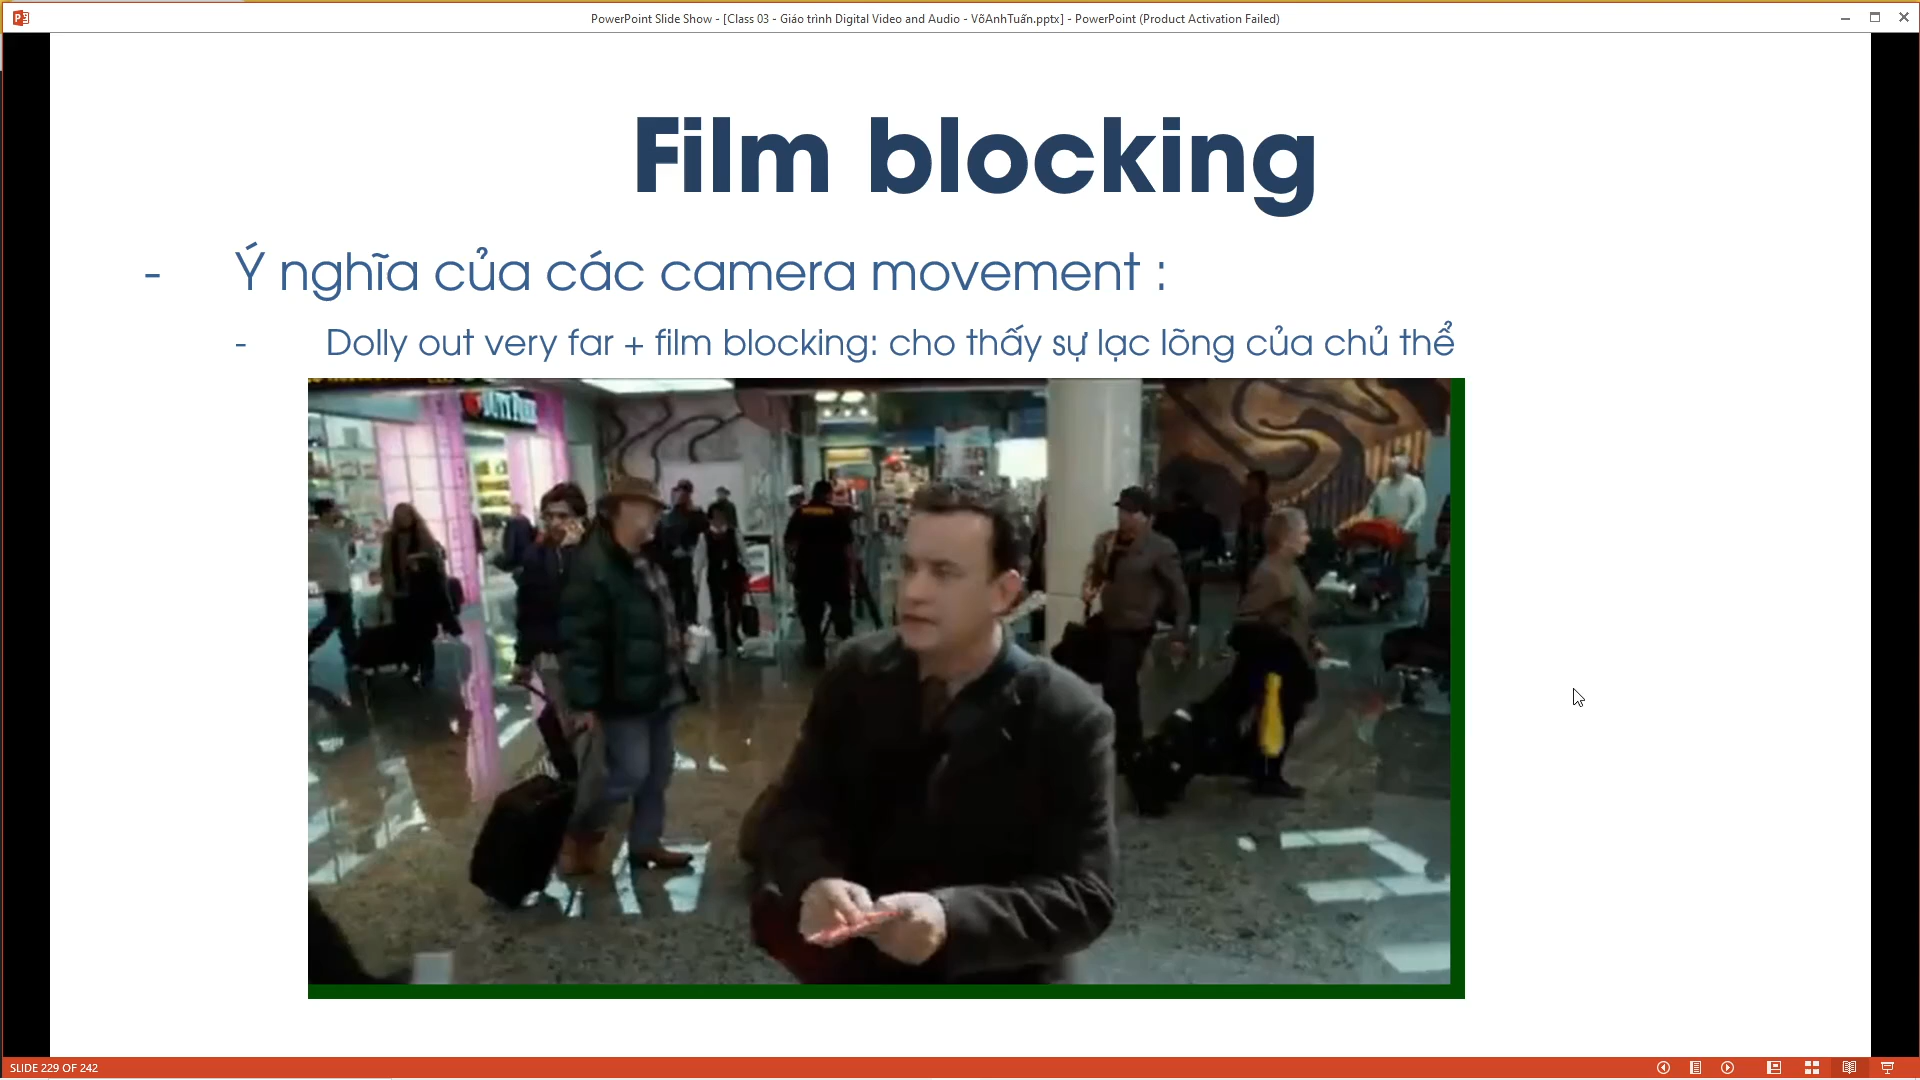 PowerPoint Slide Show - [Class 03 - Giáo trình Digital Video and Audio - VõAnhTuấn.pptx] - PowerPoint (Product Activation Failed)
Film blocking
- Ý nghĩa của các camera movement :
- Dolly out very far + film blocking: cho thấy sự lạc lõng của chủ thể
SLIDE 229 OF 242